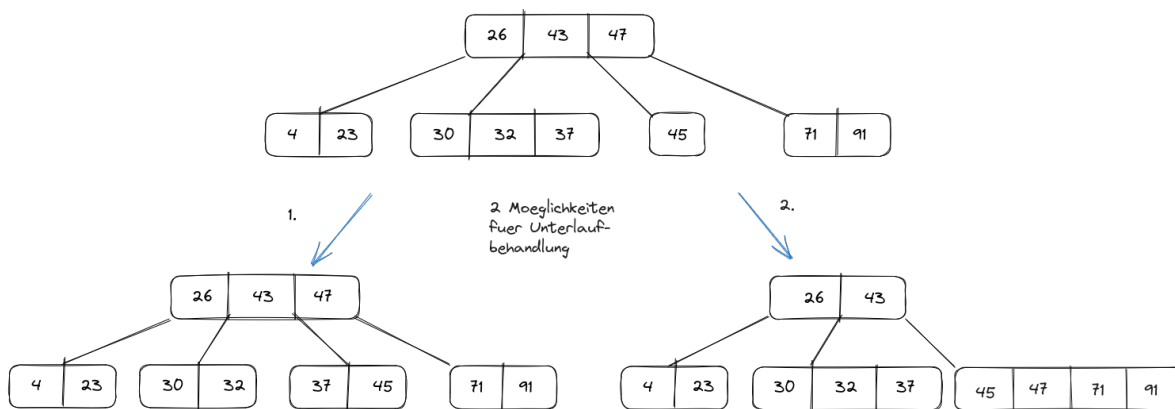 26 43 47
4 23 30 32 37 45 71 91
1. 2 Moeglichkeiten 2.
fuer Unterlauf-
behandlung
26 43 47 26 43
4 23 30 32 37 45 71 91 4 23 30 32 37 45 47 71 91